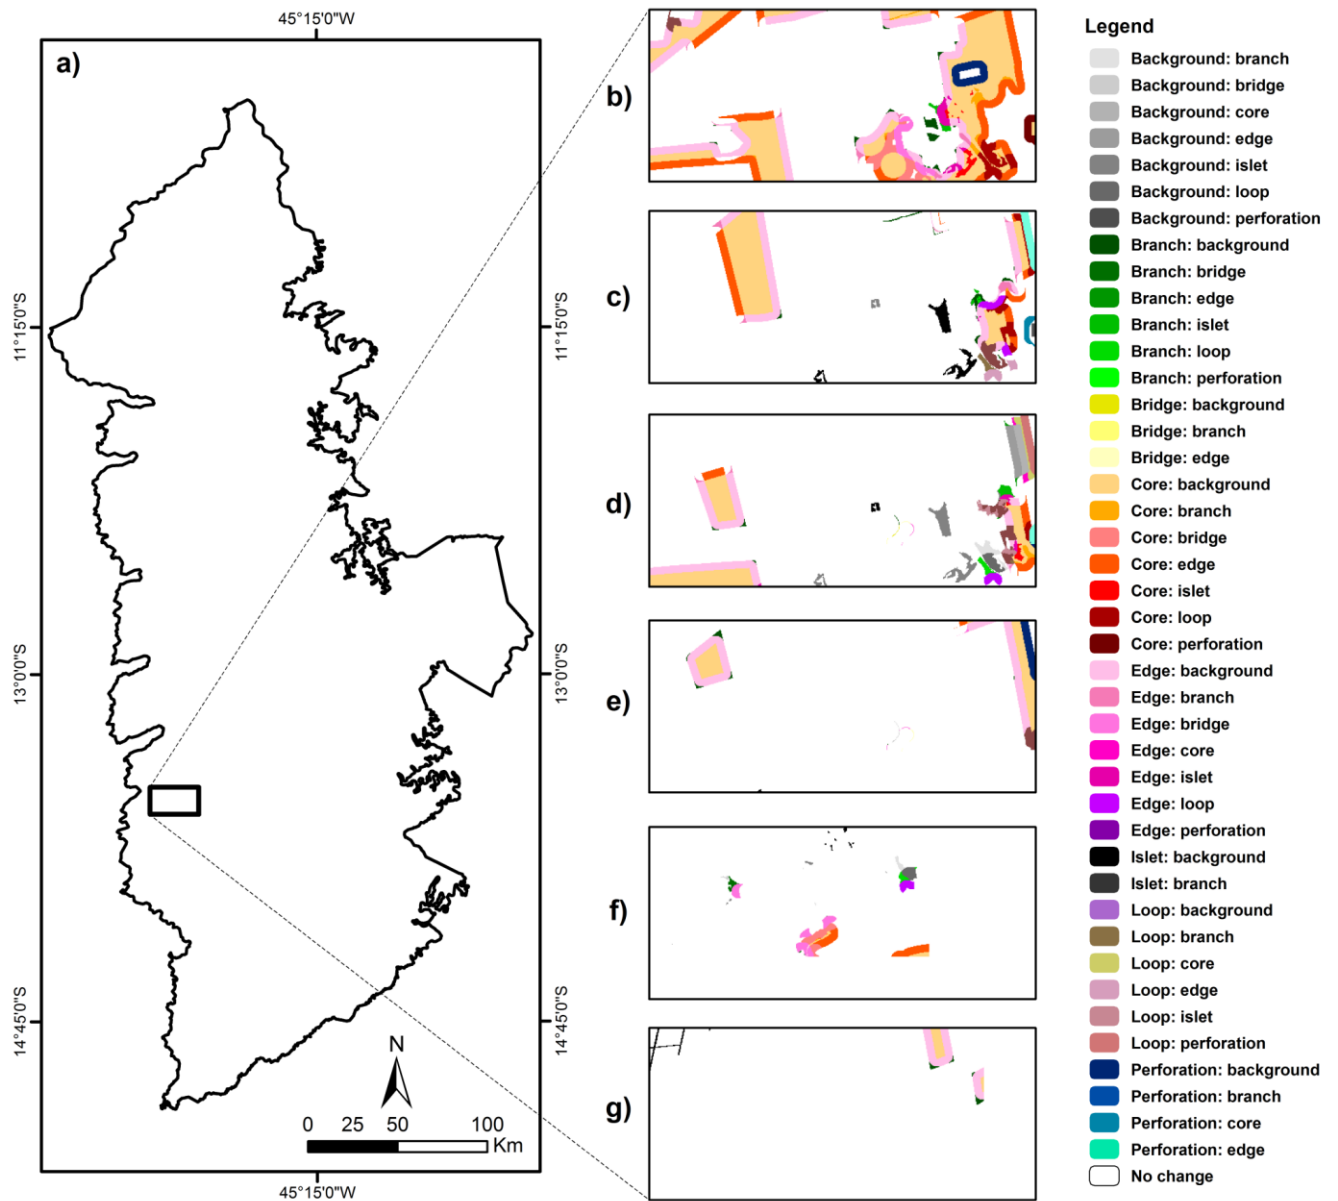 45°15'0"W
a)
11°15'0"S
13°0'0"S
14°45'0"S
11°15'0"S
13°0'0"S
14°45'0"S
N
0 25 50 100
Km
45°15'0"W
b)
c)
d)
e)
f)
g)
Legend
Background: branch
Background: bridge
Background: core
Background: edge
Background: islet
Background: loop
Background: perforation
Branch: background
Branch: bridge
Branch: edge
Branch: islet
Branch: loop
Branch: perforation
Bridge: background
Bridge: branch
Bridge: edge
Core: background
Core: branch
Core: bridge
Core: edge
Core: islet
Core: loop
Core: perforation
Edge: background
Edge: branch
Edge: bridge
Edge: core
Edge: islet
Edge: loop
Edge: perforation
Islet: background
Islet: branch
Loop: background
Loop: branch
Loop: core
Loop: edge
Loop: islet
Loop: perforation
Perforation: background
Perforation: branch
Perforation: core
Perforation: edge
No change